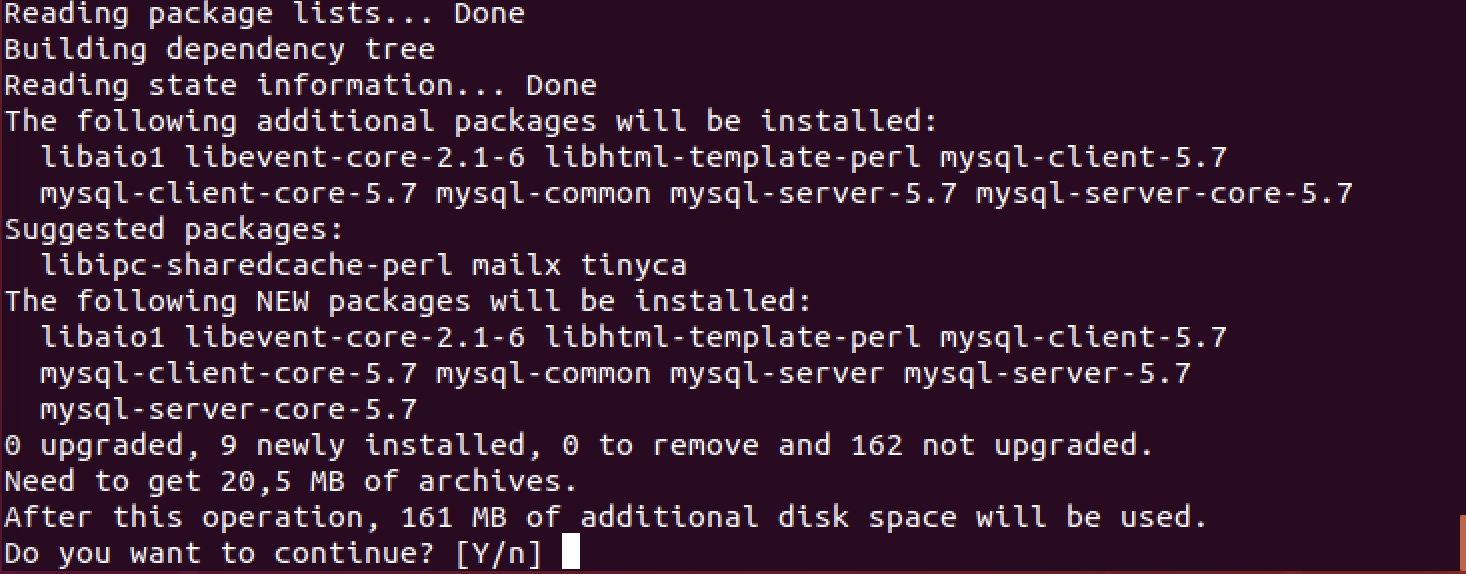 Reading package lists... Done
Building dependency tree
Reading state information... Done
The following additional packages will be installed:
  libaio1 libevent-core-2.1-6 libhtml-template-perl mysql-client-5.7
  mysql-client-core-5.7 mysql-common mysql-server-5.7 mysql-server-core-5.7
Suggested packages:
  libipc-sharedcache-perl mailx tinyca
The following NEW packages will be installed:
  libaio1 libevent-core-2.1-6 libhtml-template-perl mysql-client-5.7
  mysql-client-core-5.7 mysql-common mysql-server mysql-server-5.7
  mysql-server-core-5.7
0 upgraded, 9 newly installed, 0 to remove and 162 not upgraded.
Need to get 20,5 MB of archives.
After this operation, 161 MB of additional disk space will be used.
Do you want to continue? [Y/n]